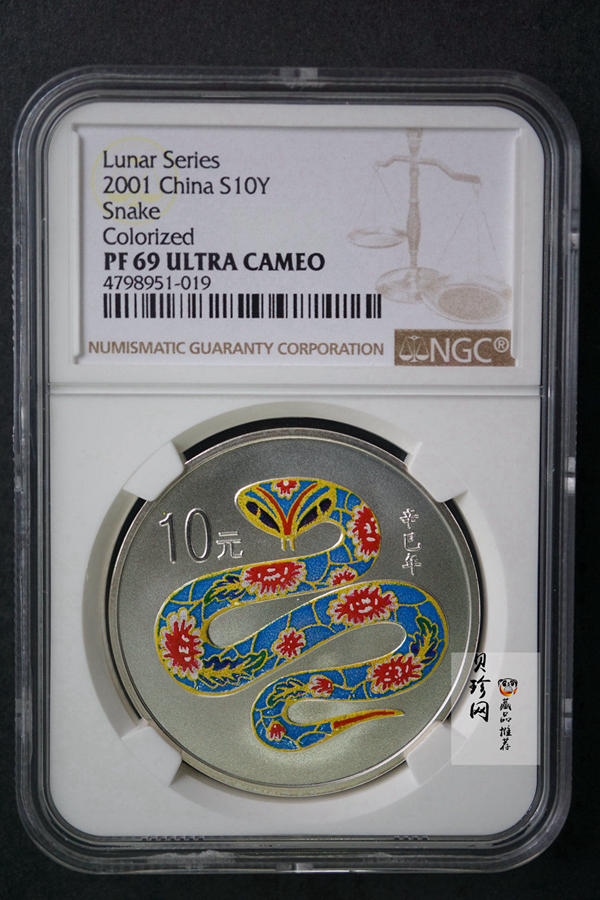 Lunar Series
2001 China S10Y
Snake
Colorized
PF 69 ULTRA CAMEO
4798951-019
NUMISMATIC GUARANTY CORPORATION
NGC®
10元
辛巳年
贝珍网
藏品推荐